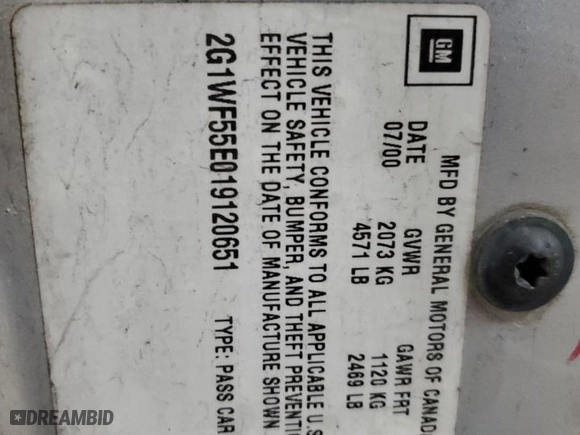 GM
MFD BY GENERAL MOTORS OF CANAD
DATE GVWR GAWR FRT
07/00 2073 KG 1120 KG
4571 LB 2469 LB
THIS VEHICLE CONFORMS TO ALL APPLICABLE U.S
VEHICLE SAFETY, BUMPER, AND THEFT PREVENTI
EFFECT ON THE DATE OF MANUFACTURE SHOWN
2G1WF55E019120651 TYPE: PASS CAR
DREAMBID